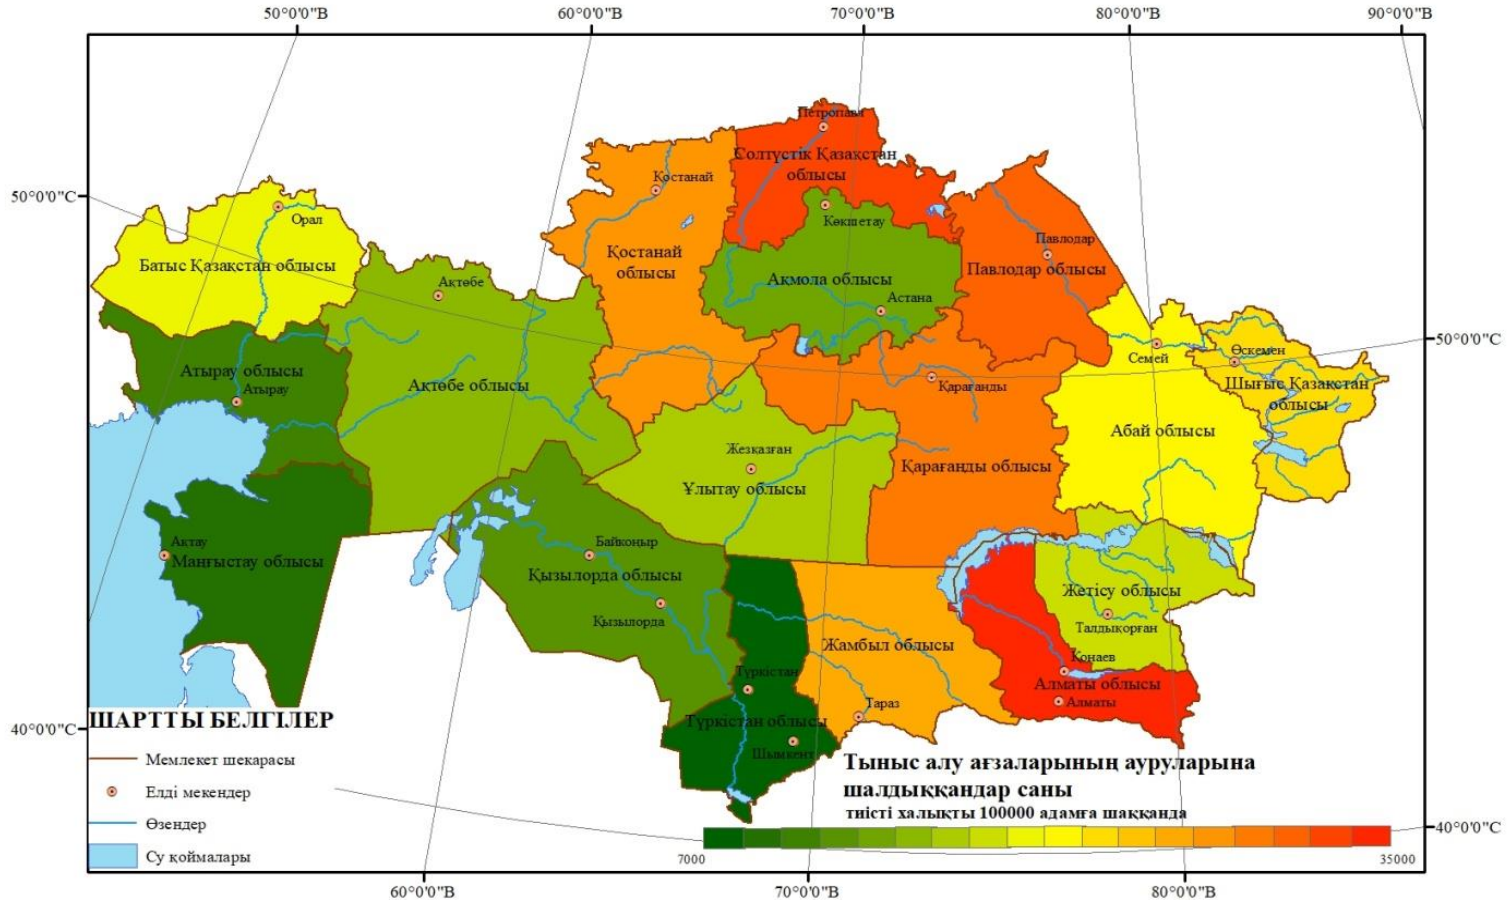 50°0'0"В 60°0'0"В 70°0'0"В 80°0'0"В 90°0'0"В
Петропавл
Солтүстік Қазақстан
облысы
Қостанай
50°0'0"С
Орал
Көкшетау
Павлодар
Қостанай
облысы
Батыс Қазақстан облысы
Ақмола облысы
Павлодар облысы
Ақтөбе
Астана
50°0'0"С
Семей
Өскемен
Атырау облысы
Атырау
Ақтөбе облысы
Қарағанды
Шығыс Қазақстан
облысы
Абай облысы
Жезқазған
Қарағанды облысы
Ұлытау облысы
Ақтау
Маңғыстау облысы
Байқоңыр
Қызылорда облысы
Жетісу облысы
Қызылорда
Талдықорған
Жамбыл облысы
Қонаев
Түркістан
Алматы облысы
Алматы
Тараз
Түркістан облысы
Шымкент
40°0'0"С
ШАРТТЫ БЕЛГІЛЕР
Мемлекет шекарасы
Елді мекендер
Өзендер
Су қоймалары
Тыныс алу ағзаларының ауруларына
шалдыққандар саны
тиісті халықты 100000 адамға шаққанда
7000 35000
40°0'0"С
60°0'0"В 70°0'0"В 80°0'0"В